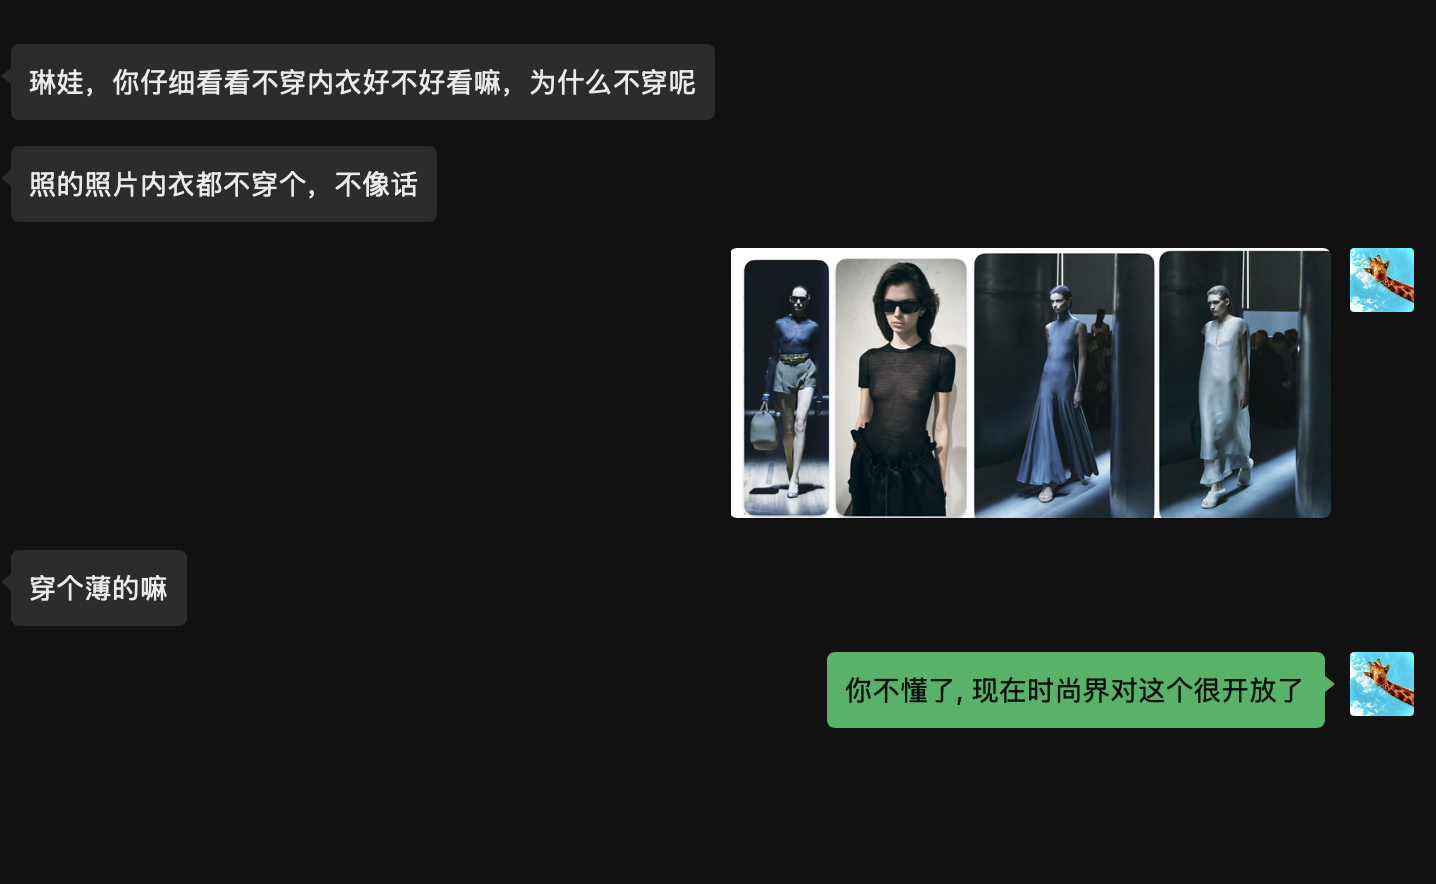 琳娃，你仔细看看不穿内衣好不好看嘛，为什么不穿呢
照的照片内衣都不穿个，不像话
穿个薄的嘛
你不懂了, 现在时尚界对这个很开放了